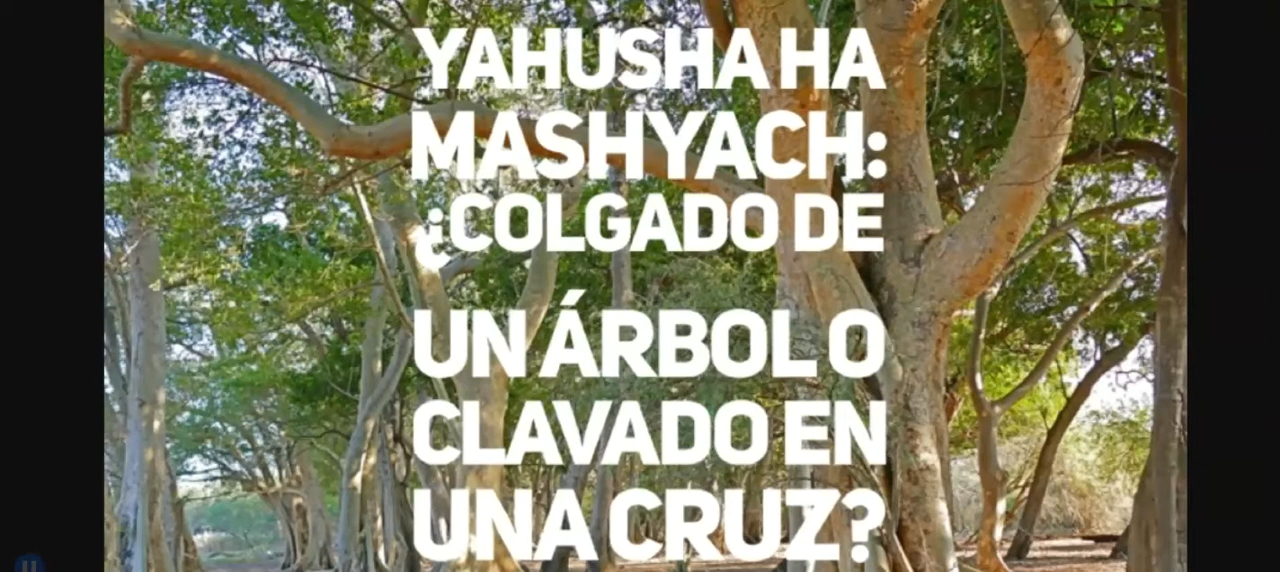 YAHUSHA HA
MASHYACH:
¿COLGADO DE
UN ÁRBOL O
CLAVADO EN
UNA CRUZ?